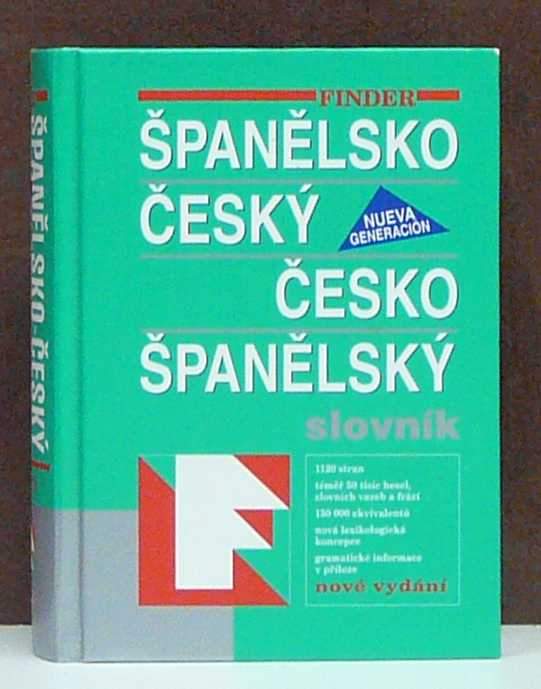 ŠPANĚLSKO-ČESKÝ
FINDER
ŠPANĚLSKO
ČESKÝ
NUEVA
GENERACIÓN
ČESKO
ŠPANĚLSKÝ
slovník
1120 stran
téměř 50 tisíc hesel,
slovních vazeb a frází
150 000 ekvivalentů
nová lexikologická
koncepce
gramatické informace
v příloze
nové vydání